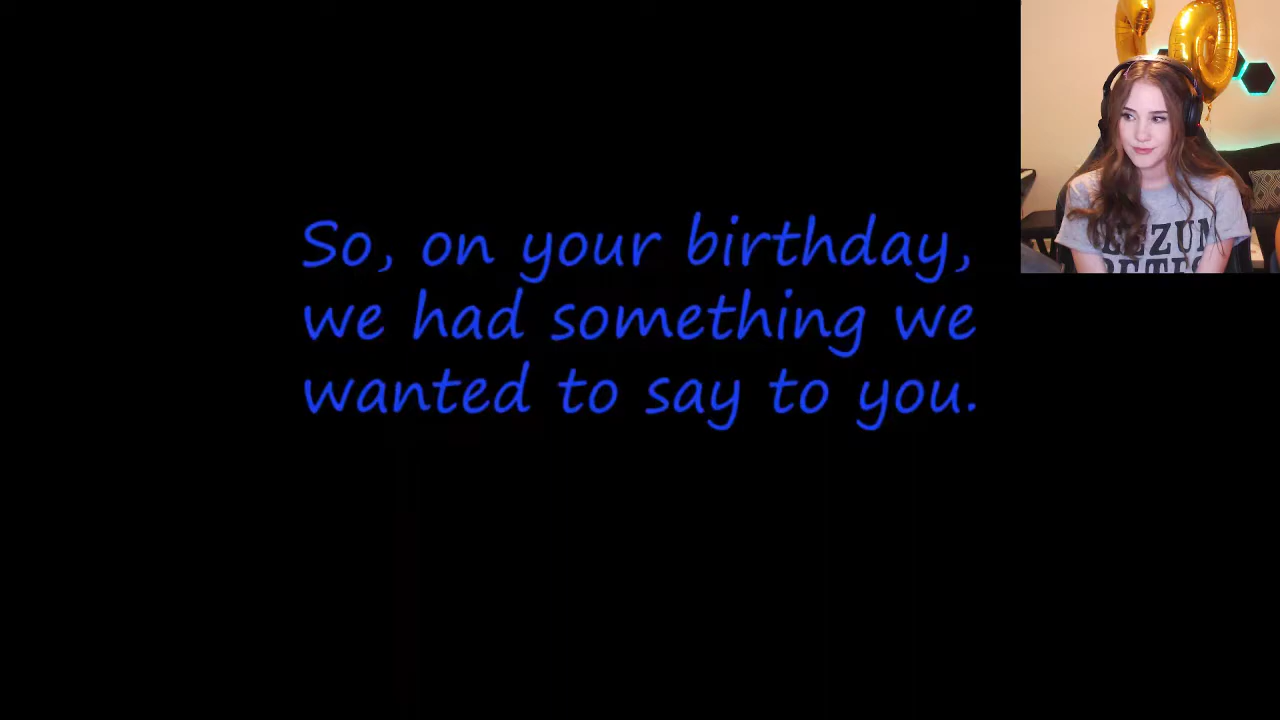 So, on your birthday,
we had something we
wanted to say to you.